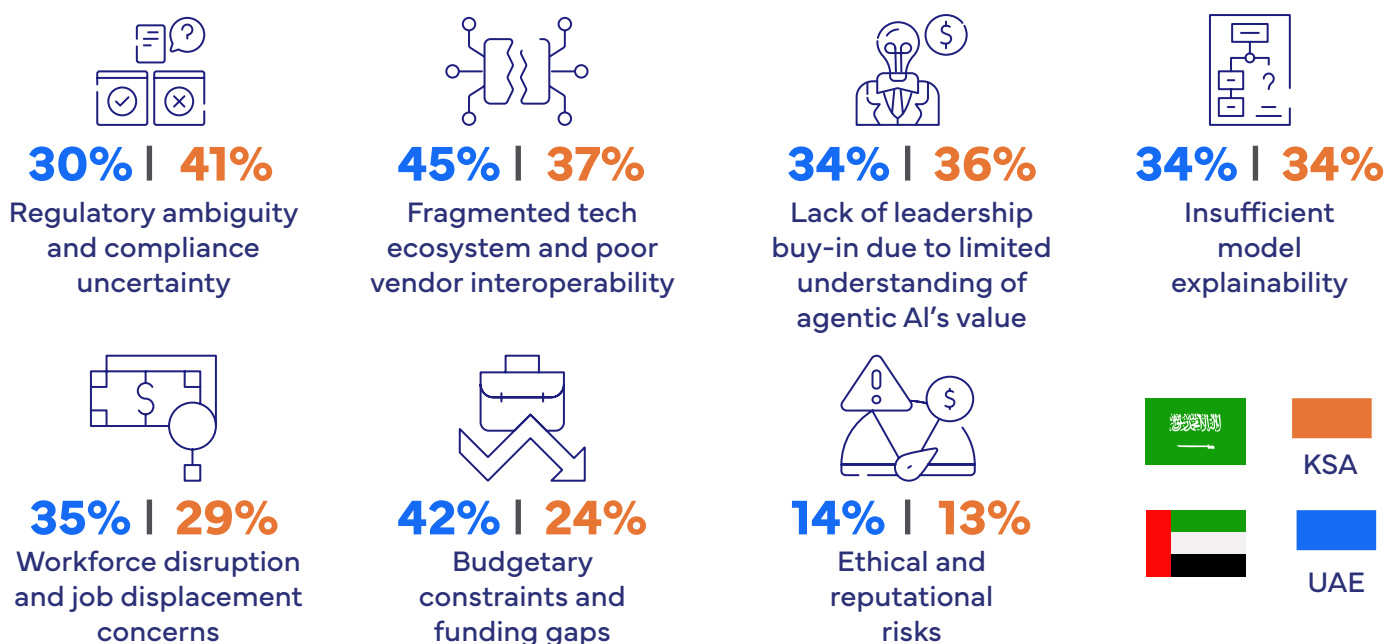 30% | 41%
Regulatory ambiguity
and compliance
uncertainty
45% | 37%
Fragmented tech
ecosystem and poor
vendor interoperability
34% | 36%
Lack of leadership
buy-in due to limited
understanding of
agentic AI's value
34% | 34%
Insufficient
model
explainability
35% | 29%
Workforce disruption
and job displacement
concerns
42% | 24%
Budgetary
constraints and
funding gaps
14% | 13%
Ethical and
reputational
risks
KSA
UAE